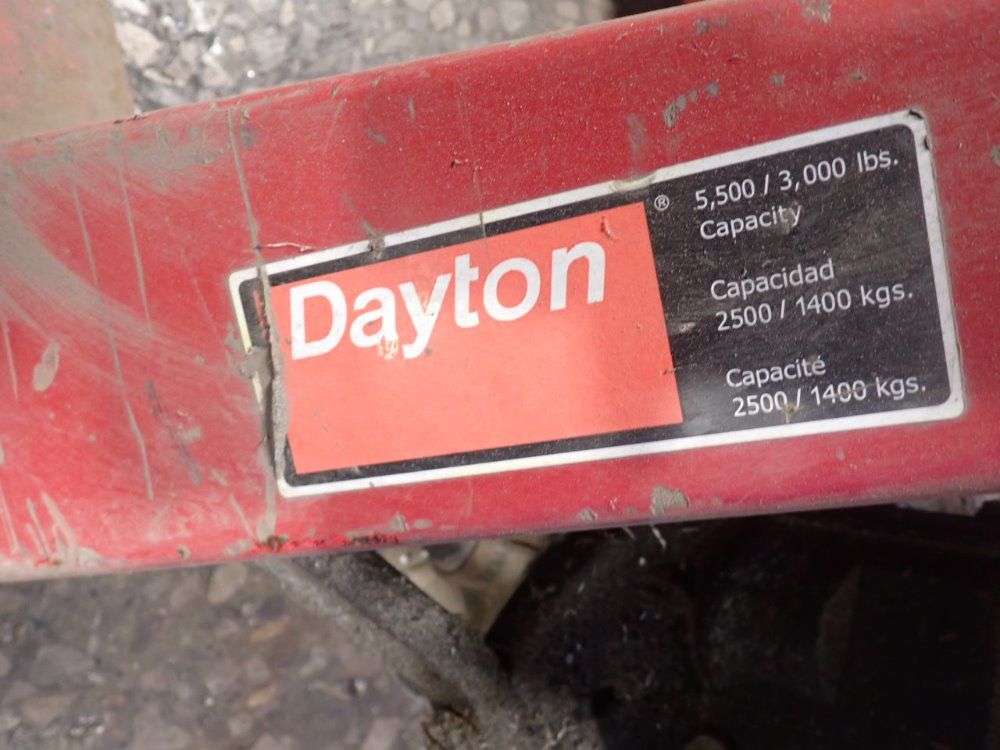 Dayton®
5,500 / 3,000 lbs.
Capacity
Capacidad
2500 / 1400 kgs.
Capacité
2500 / 1400 kgs.